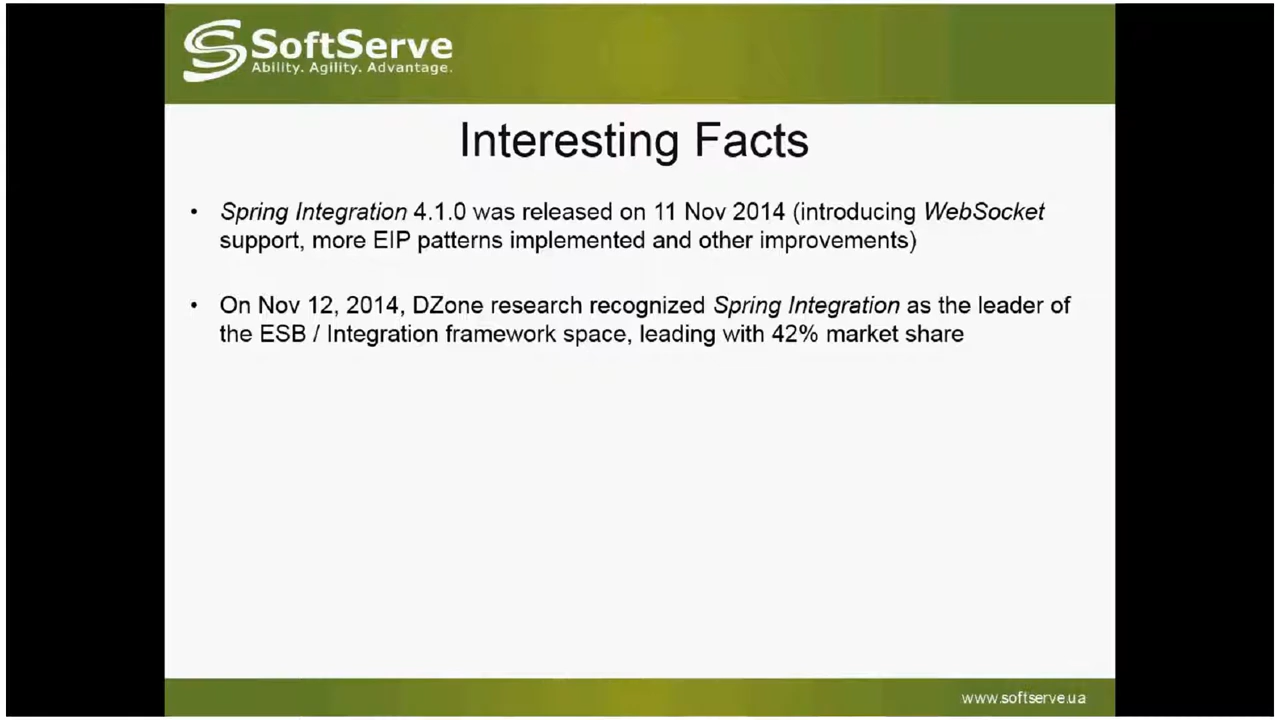 SoftServe
Ability. Agility. Advantage.
Interesting Facts
• Spring Integration 4.1.0 was released on 11 Nov 2014 (introducing WebSocket
support, more EIP patterns implemented and other improvements)
• On Nov 12, 2014, DZone research recognized Spring Integration as the leader of
the ESB / Integration framework space, leading with 42% market share
www.softserve.ua